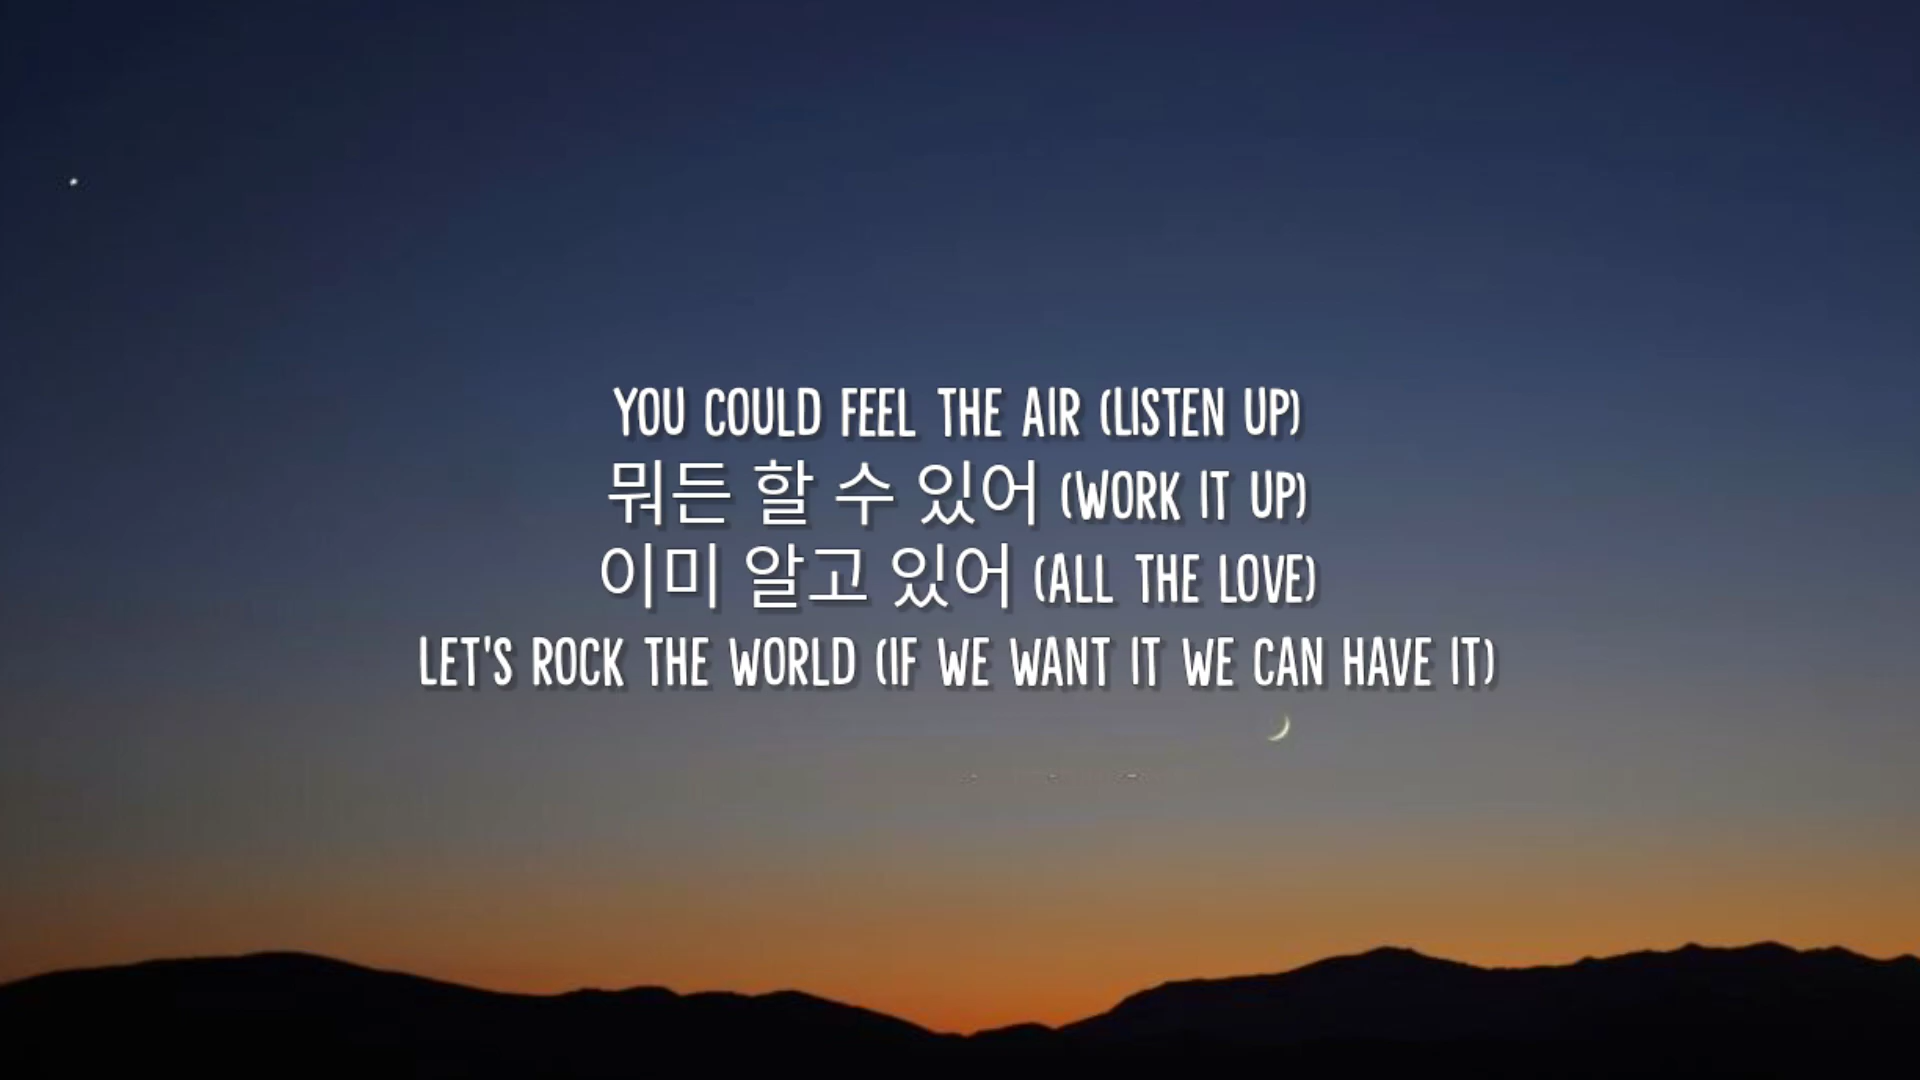 YOU COULD FEEL THE AIR (LISTEN UP)
뭐든 할 수 있어 (WORK IT UP)
이미 알고 있어 (ALL THE LOVE)
LET'S ROCK THE WORLD (IF WE WANT IT WE CAN HAVE IT)